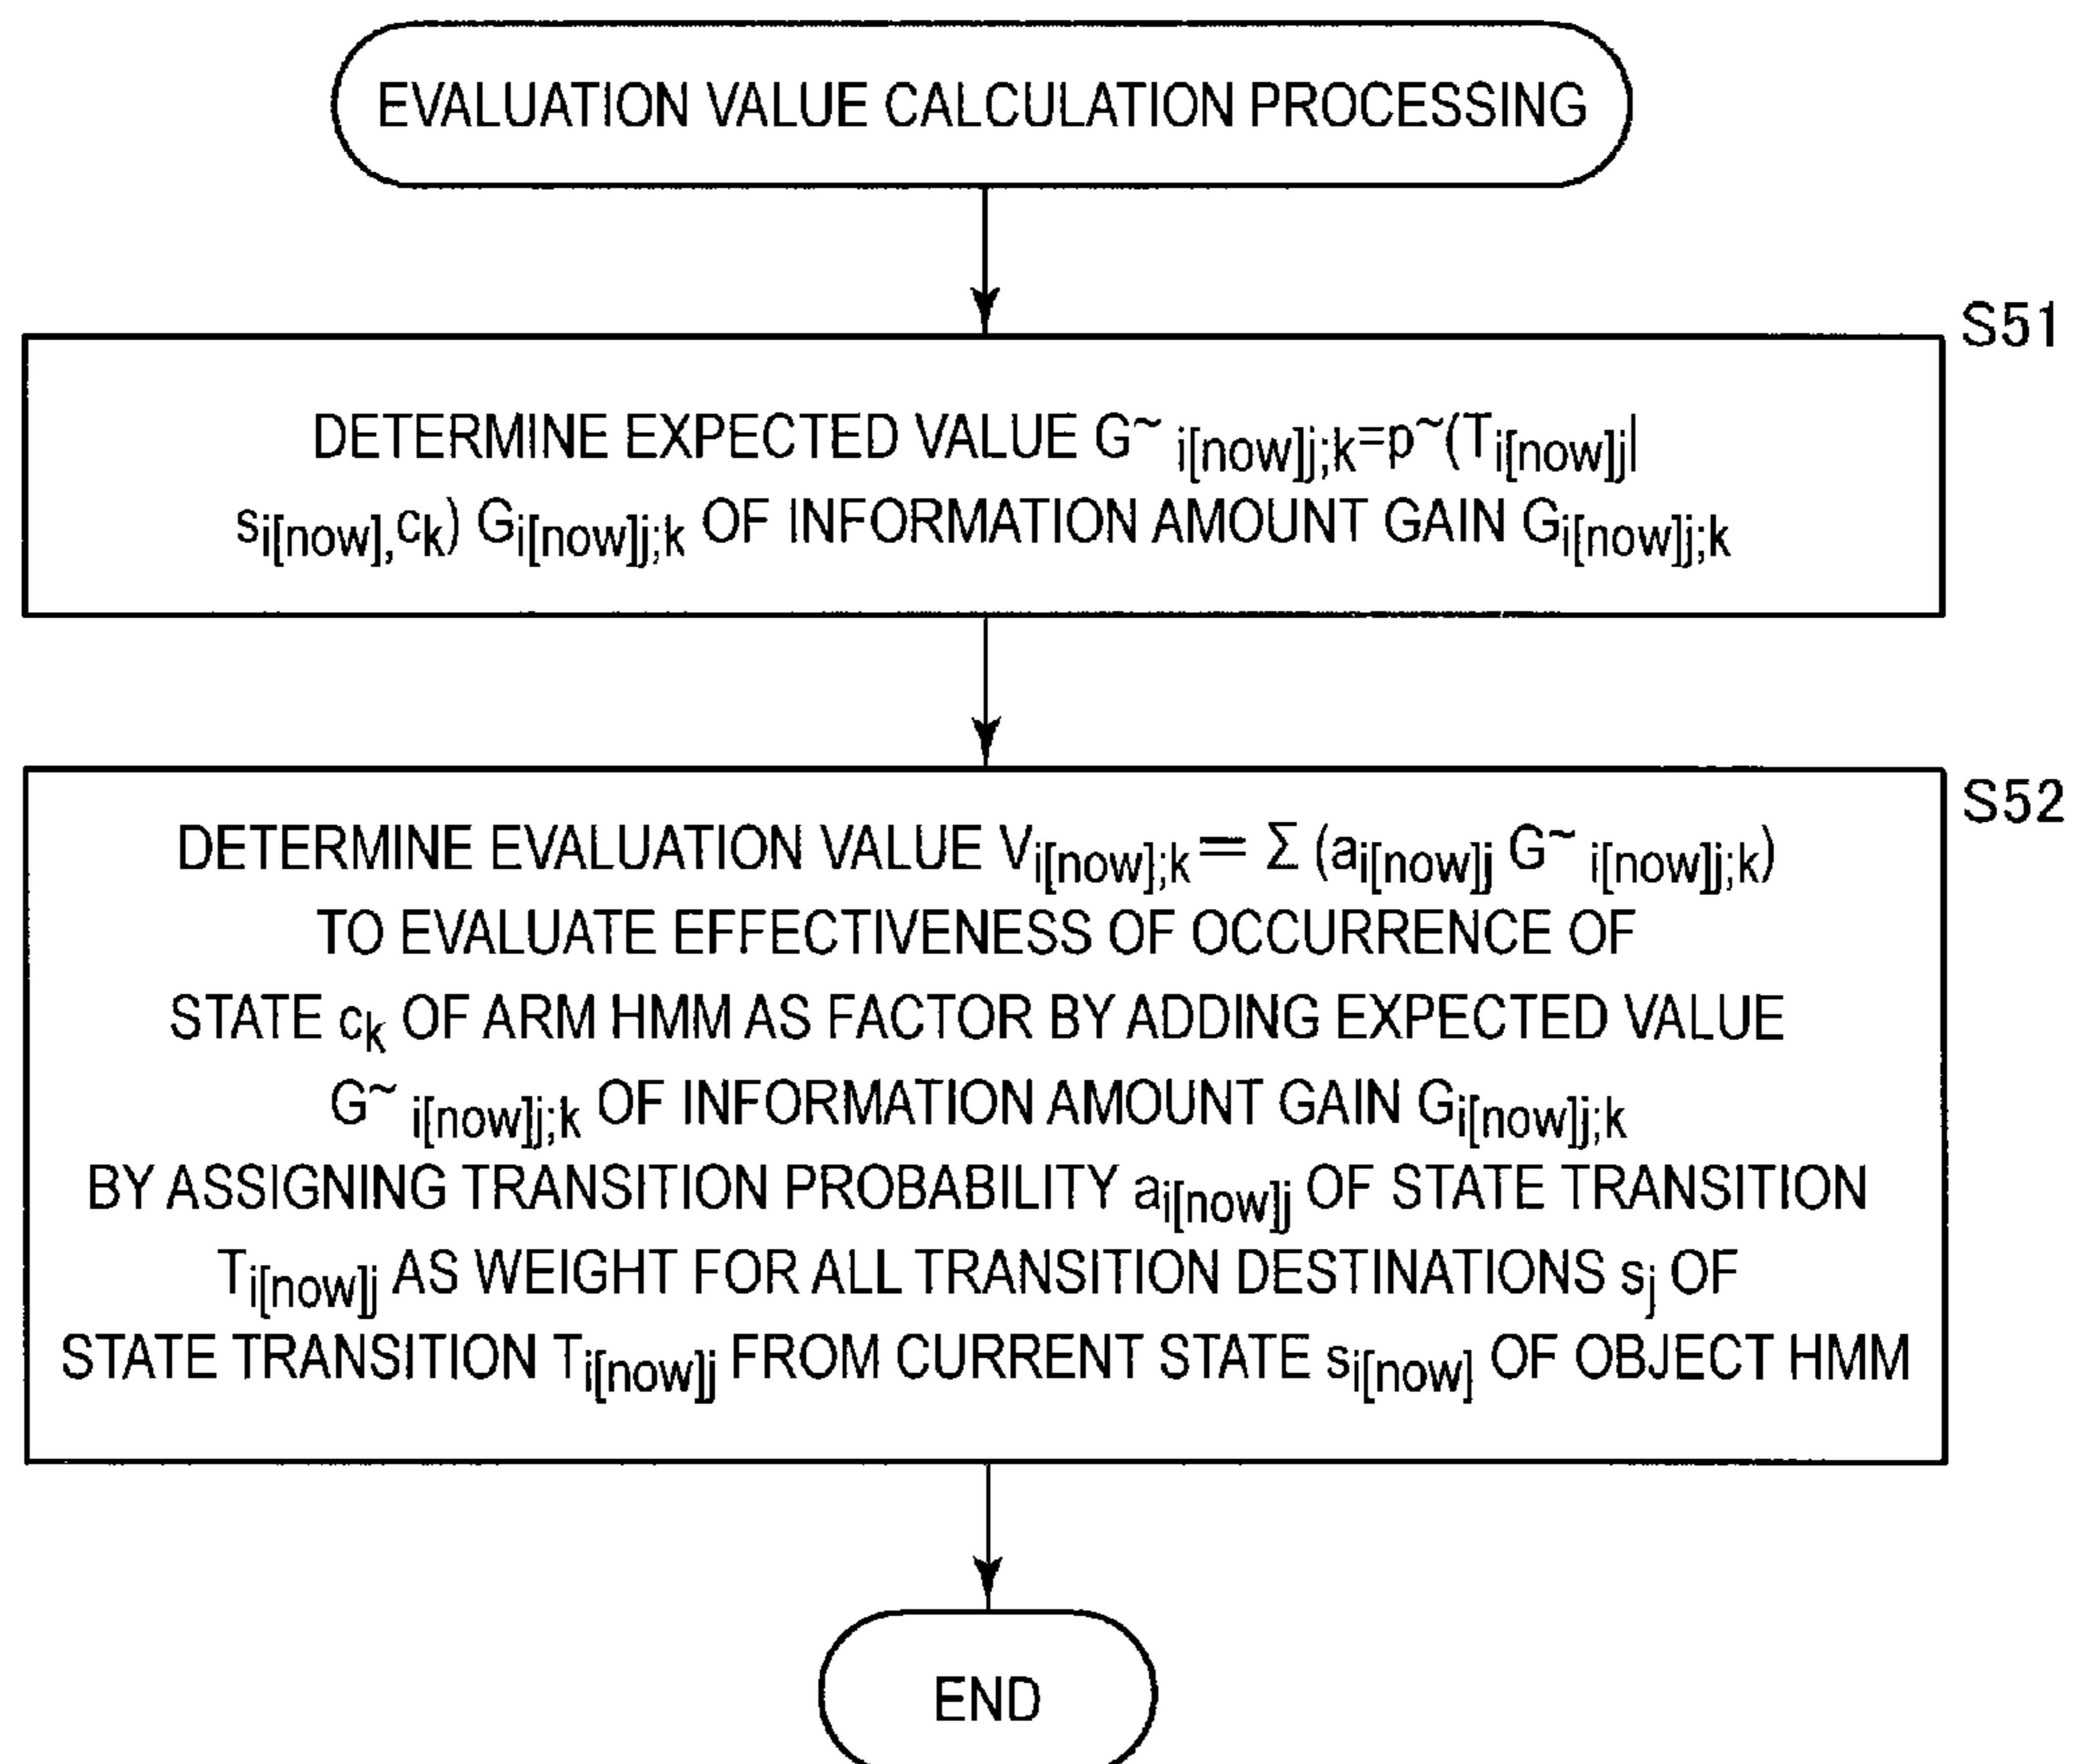 EVALUATION VALUE CALCULATION PROCESSING
S51
DETERMINE EXPECTED VALUE G~ i[now]j;k=p~(Ti[now]j|
si[now],ck) Gi[now]j;k OF INFORMATION AMOUNT GAIN Gi[now]j;k
S52
DETERMINE EVALUATION VALUE Vi[now];k = Σ (ai[now]j G~ i[now]j;k)
TO EVALUATE EFFECTIVENESS OF OCCURRENCE OF
STATE ck OF ARM HMM AS FACTOR BY ADDING EXPECTED VALUE
G~ i[now]j;k OF INFORMATION AMOUNT GAIN Gi[now]j;k
BY ASSIGNING TRANSITION PROBABILITY ai[now]j OF STATE TRANSITION
Ti[now]j AS WEIGHT FOR ALL TRANSITION DESTINATIONS sj OF
STATE TRANSITION Ti[now]j FROM CURRENT STATE si[now] OF OBJECT HMM
END